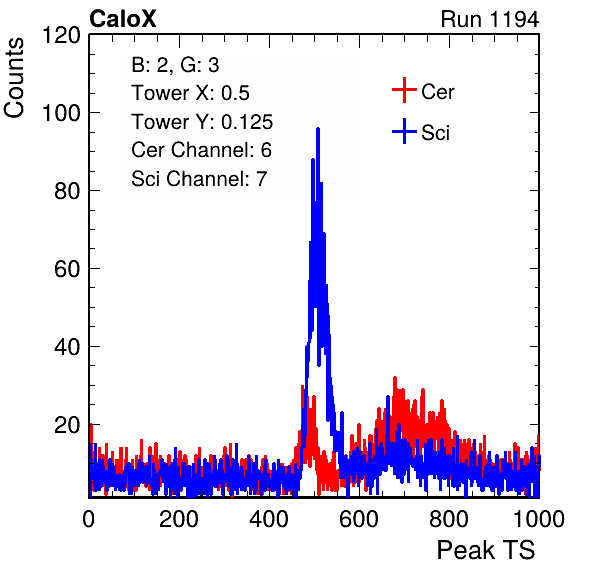 CaloX Run 1194
Counts
120
100
80
60
40
20
B: 2, G: 3
Tower X: 0.5
Tower Y: 0.125
Cer Channel: 6
Sci Channel: 7
Cer
Sci
0 200 400 600 800 1000
Peak TS